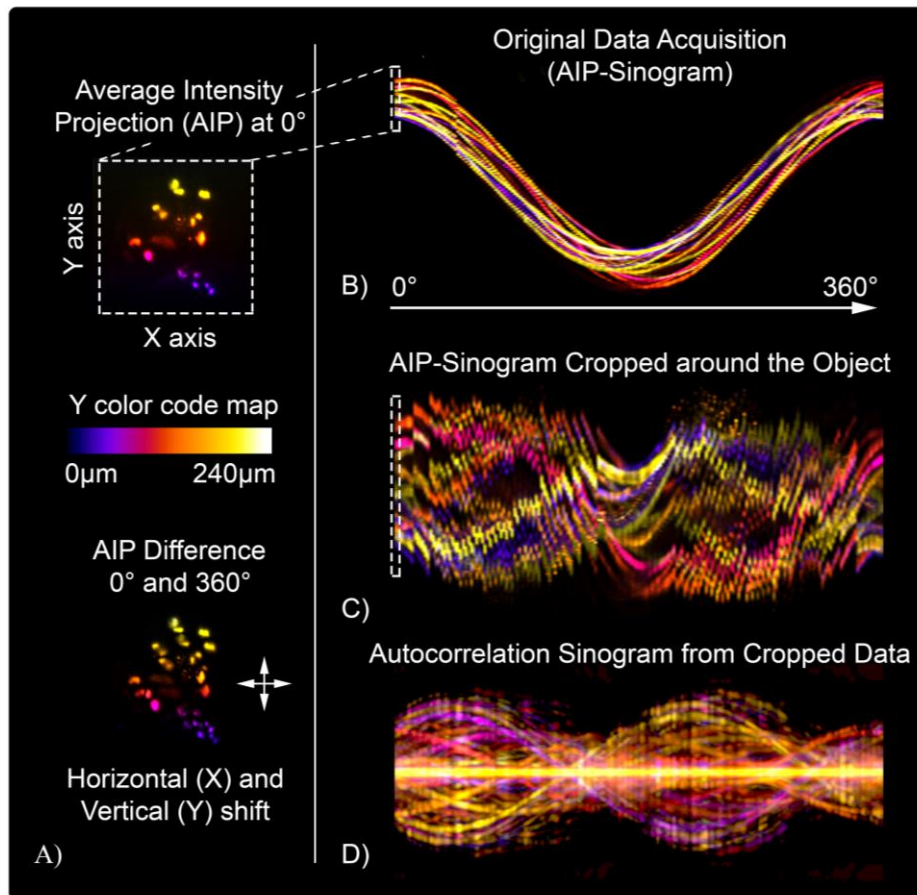 Average Intensity
Projection (AIP) at 0°
Y axis
X axis
Y color code map
0µm
240µm
AIP Difference
0° and 360°
Horizontal (X) and
Vertical (Y) shift
A)
Original Data Acquisition
(AIP-Sinogram)
B)
0°
360°
AIP-Sinogram Cropped around the Object
C)
Autocorrelation Sinogram from Cropped Data
D)